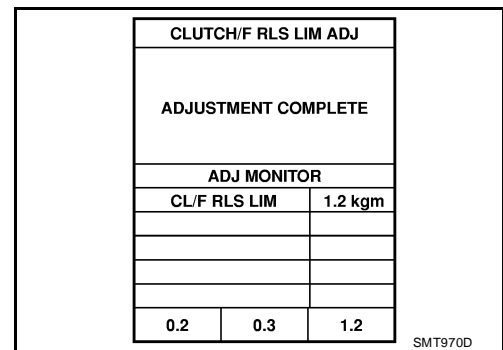 CLUTCH/F RLS LIM ADJ
ADJUSTMENT COMPLETE
ADJ MONITOR
CL/F RLS LIM 1.2 kgm
0.2 0.3 1.2
SMT970D